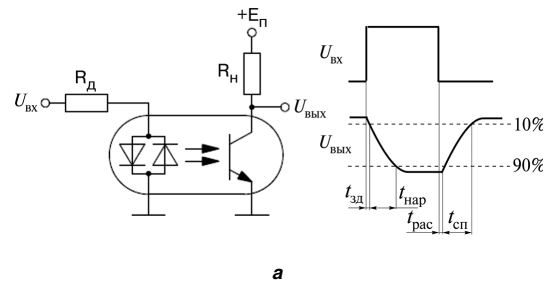 +Eп
Rн
Rд
Uвх
Uвых
Uвх
Uвых
10%
90%
tзд
tнар
tрас
tсп
а